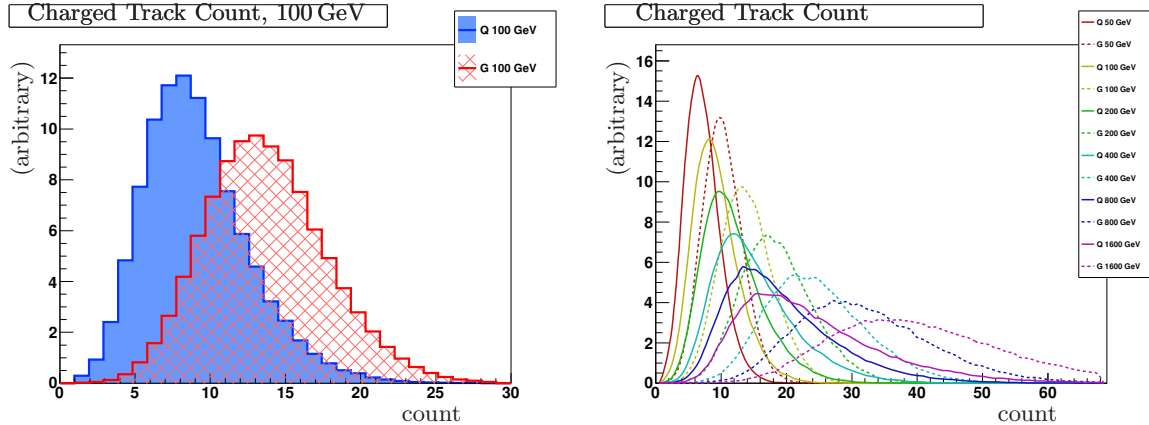 Charged Track Count, 100 GeV
Q 100 GeV
G 100 GeV
(arbitrary)
12
10
8
6
4
2
0
0 5 10 15 20 25 30
count
Charged Track Count
Q 50 GeV
G 50 GeV
Q 100 GeV
G 100 GeV
Q 200 GeV
G 200 GeV
Q 400 GeV
G 400 GeV
Q 800 GeV
G 800 GeV
Q 1600 GeV
G 1600 GeV
(arbitrary)
16
14
12
10
8
6
4
2
0
0 10 20 30 40 50 60
count